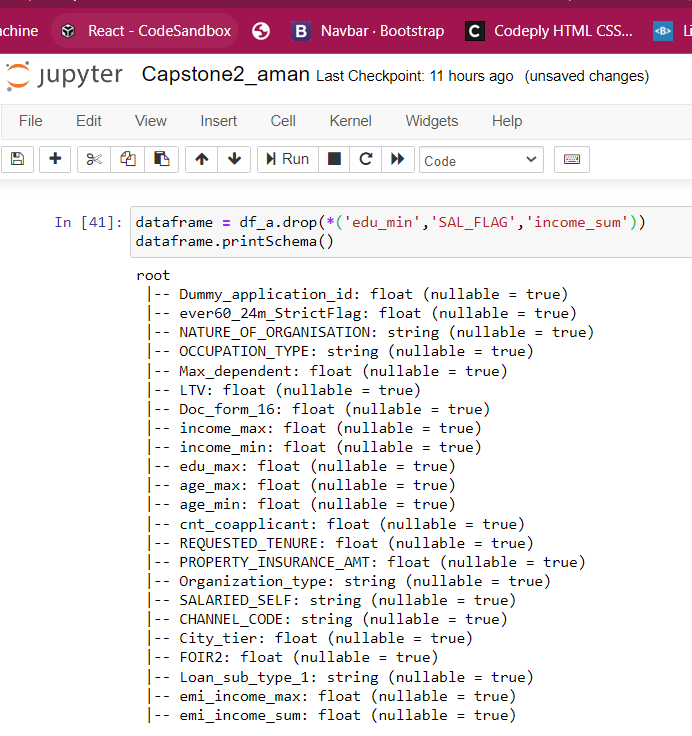 achine React - CodeSandbox B Navbar · Bootstrap C Codeply HTML CSS... <B> Li
jupyter Capstone2_aman Last Checkpoint: 11 hours ago (unsaved changes)
File Edit View Insert Cell Kernel Widgets Help
Run Code
In [41]: dataframe = df_a.drop(*('edu_min','SAL_FLAG','income_sum'))
dataframe.printSchema()
root
|-- Dummy_application_id: float (nullable = true)
|-- ever60_24m_StrictFlag: float (nullable = true)
|-- NATURE_OF_ORGANISATION: string (nullable = true)
|-- OCCUPATION_TYPE: string (nullable = true)
|-- Max_dependent: float (nullable = true)
|-- LTV: float (nullable = true)
|-- Doc_form_16: float (nullable = true)
|-- income_max: float (nullable = true)
|-- income_min: float (nullable = true)
|-- edu_max: float (nullable = true)
|-- age_max: float (nullable = true)
|-- age_min: float (nullable = true)
|-- cnt_coapplicant: float (nullable = true)
|-- REQUESTED_TENURE: float (nullable = true)
|-- PROPERTY_INSURANCE_AMT: float (nullable = true)
|-- Organization_type: string (nullable = true)
|-- SALARIED_SELF: string (nullable = true)
|-- CHANNEL_CODE: string (nullable = true)
|-- City_tier: float (nullable = true)
|-- FOIR2: float (nullable = true)
|-- Loan_sub_type_1: string (nullable = true)
|-- emi_income_max: float (nullable = true)
|-- emi_income_sum: float (nullable = true)